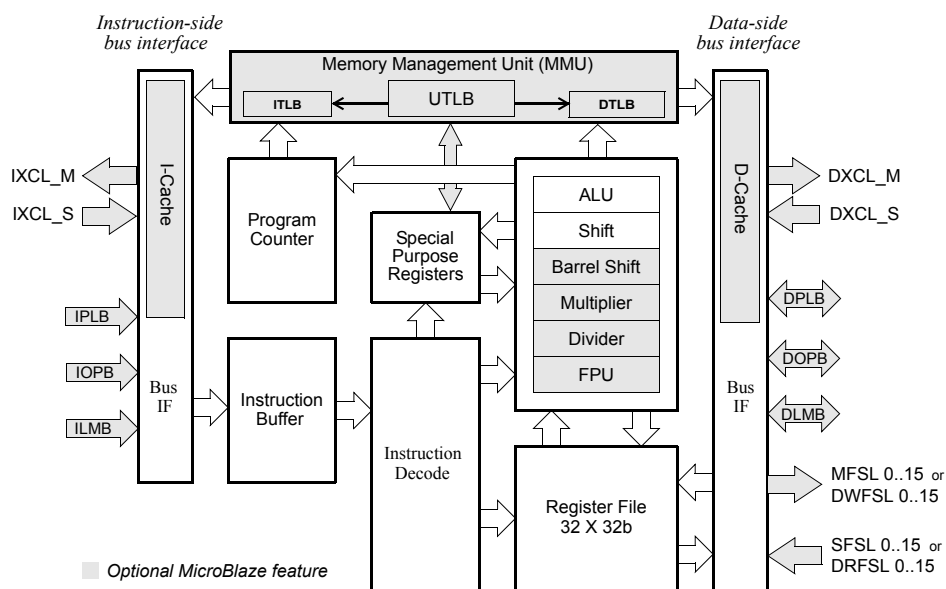 Instruction-side
bus interface
Data-side
bus interface
Memory Management Unit (MMU)
ITLB
UTLB
DTLB
I-Cache
D-Cache
IXCL_M
IXCL_S
DXCL_M
DXCL_S
Program
Counter
Special
Purpose
Registers
ALU
Shift
Barrel Shift
Multiplier
Divider
FPU
IPLB
IOPB
ILMB
Bus
IF
DPLB
DOPB
DLMB
Bus
IF
Instruction
Buffer
Instruction
Decode
Register File
32 X 32b
MFSL 0..15 or
DWFSL 0..15
SFSL 0..15 or
DRFSL 0..15
Optional MicroBlaze feature